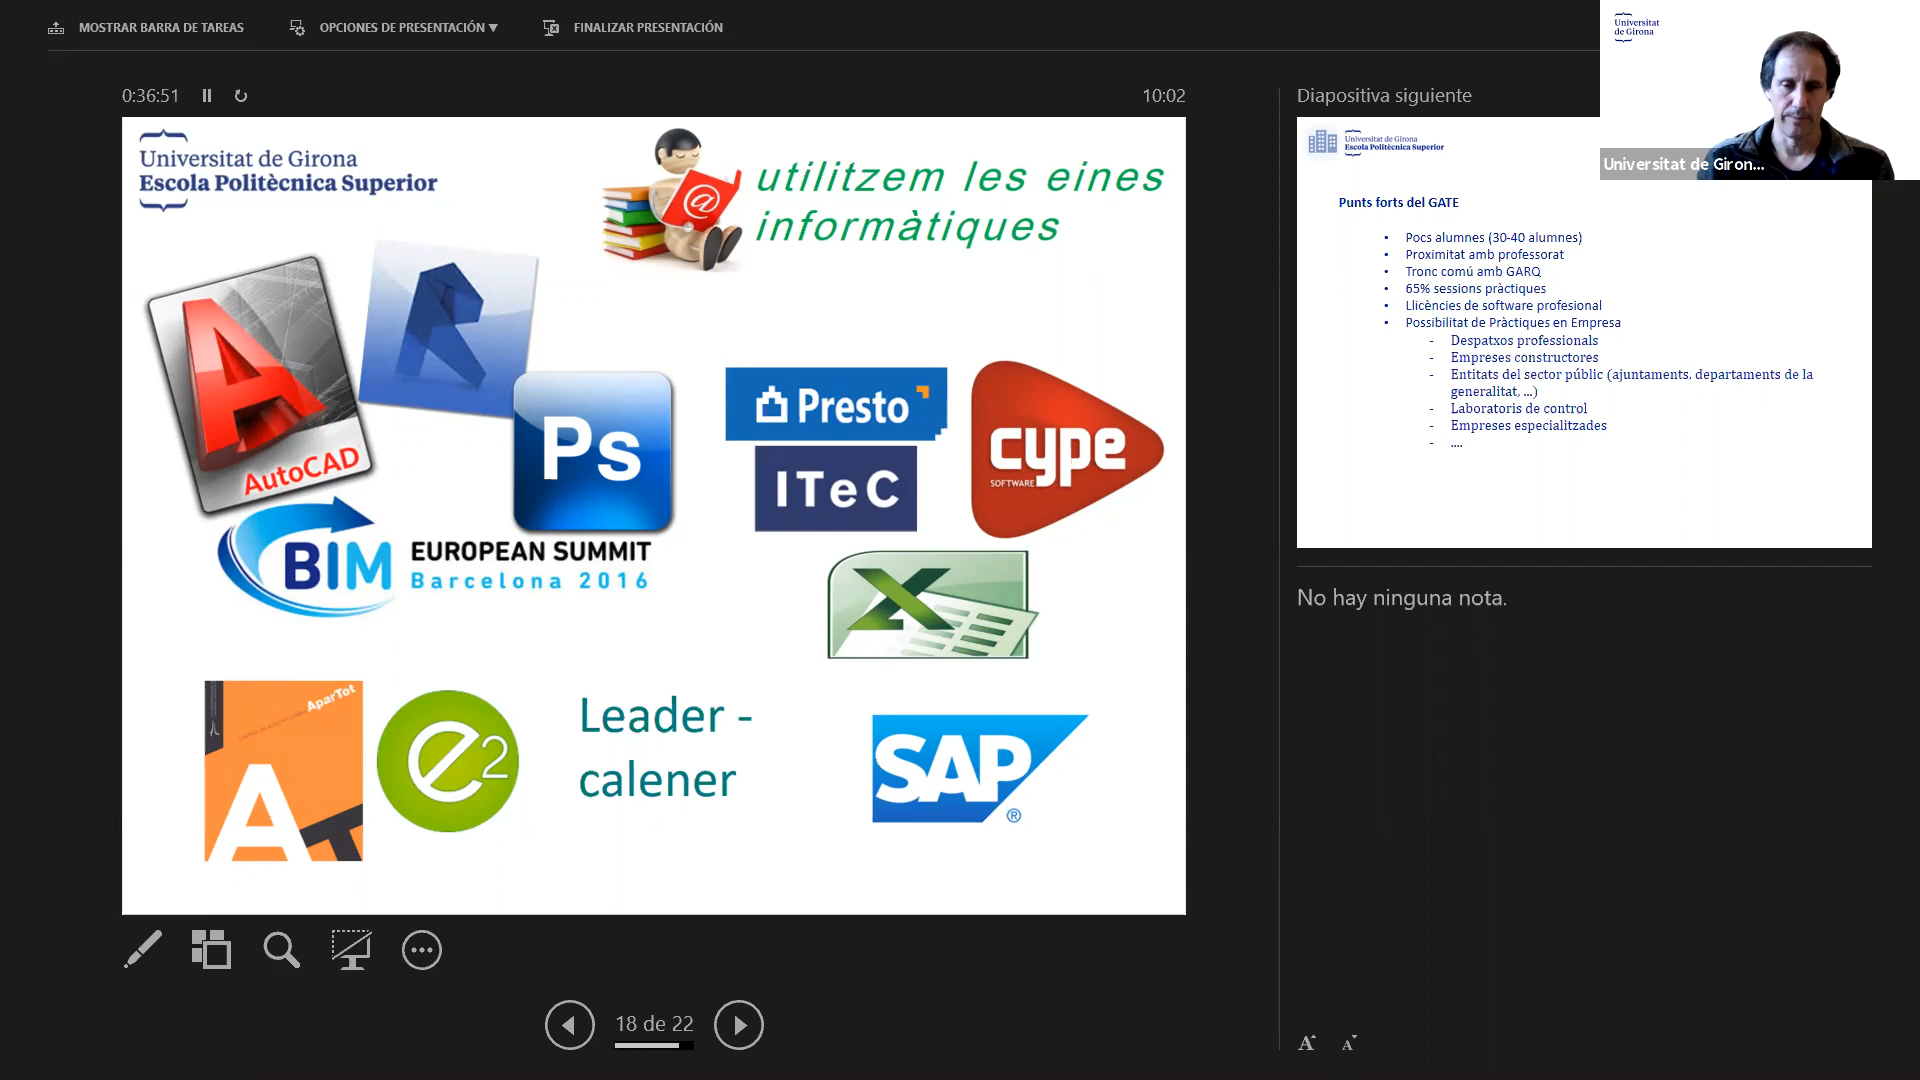 MOSTRAR BARRA DE TAREAS
OPCIONES DE PRESENTACIÓN ▼
FINALIZAR PRESENTACIÓN
0:36:51
10:02
Universitat de Girona
Escola Politècnica Superior
@
utilitzem les eines
informàtiques
A
AutoCAD
R
Ps
Presto
ITeC
cype
SOFTWARE
BIM
EUROPEAN SUMMIT
Barcelona 2016
X
AparTot
AT
e2
Leader -
calener
SAP
®
18 de 22
Diapositiva siguiente
Universitat de Girona
Escola Politècnica Superior
Punts forts del GATE
• Pocs alumnes (30-40 alumnes)
• Proximitat amb professorat
• Tronc comú amb GARQ
• 65% sessions pràctiques
• Llicències de software profesional
• Possibilitat de Pràctiques en Empresa
- Despatxos professionals
- Empreses constructores
- Entitats del sector públic (ajuntaments, departaments de la
generalitat, ...)
- Laboratoris de control
- Empreses especialitzades
- ....
No hay ninguna nota.
A A
Universitat
de Girona
Universitat de Giron...